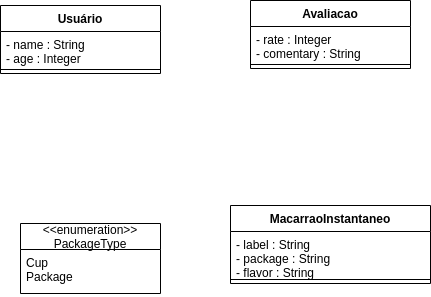 Usuário
- name : String
- age : Integer
Avaliacao
- rate : Integer
- comentary : String
<<enumeration>>
PackageType
Cup
Package
MacarraoInstantaneo
- label : String
- package : String
- flavor : String